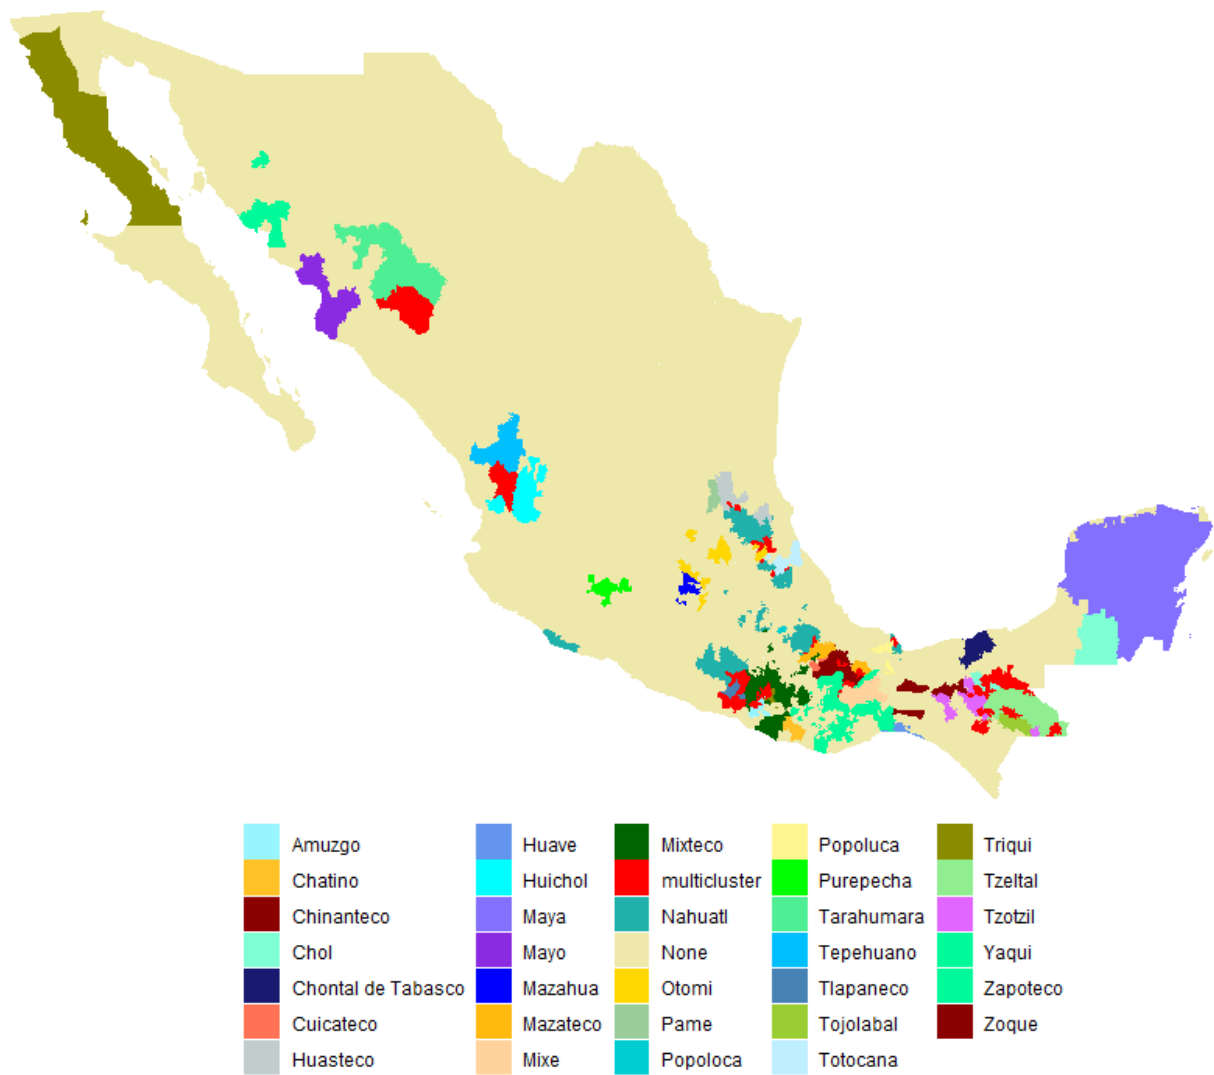 Amuzgo
Chatino
Chinanteco
Chol
Chontal de Tabasco
Cuicateco
Huasteco
Huave
Huichol
Maya
Mayo
Mazahua
Mazateco
Mixe
Mixteco
multicluster
Nahuatl
None
Otomi
Pame
Popoloca
Popoluca
Purepecha
Tarahumara
Tepehuano
Tlapaneco
Tojolabal
Totocana
Triqui
Tzeltal
Tzotzil
Yaqui
Zapoteco
Zoque